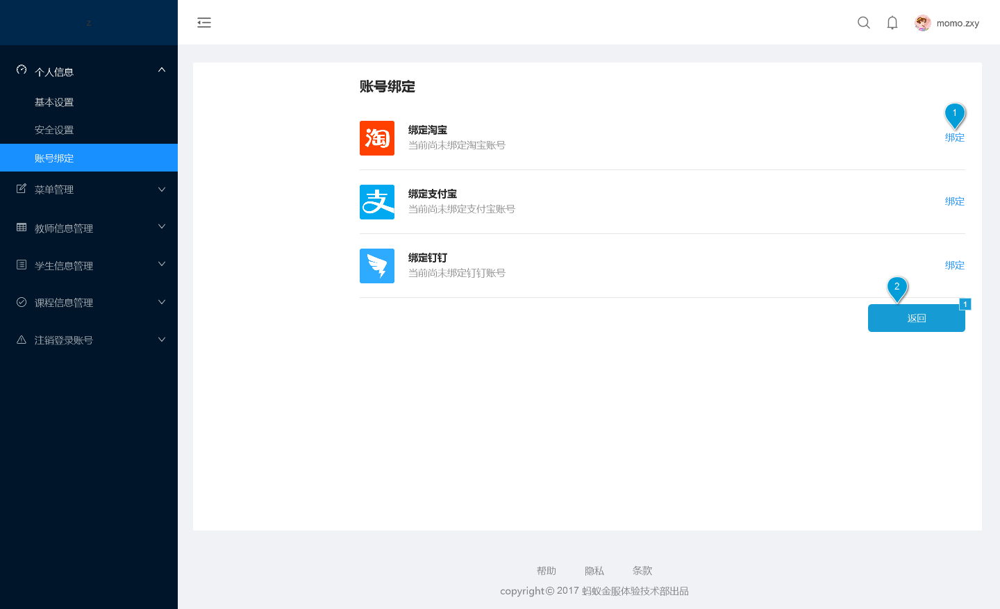 z
momo.zxy
个人信息
基本设置
安全设置
账号绑定
菜单管理
教师信息管理
学生信息管理
课程信息管理
注销登录账号
账号绑定
1
淘
绑定淘宝
当前尚未绑定淘宝账号
绑定
支
绑定支付宝
当前尚未绑定支付宝账号
绑定
绑定钉钉
当前尚未绑定钉钉账号
绑定
2
1
返回
帮助 隐私 条款
copyright© 2017 蚂蚁金服体验技术部出品